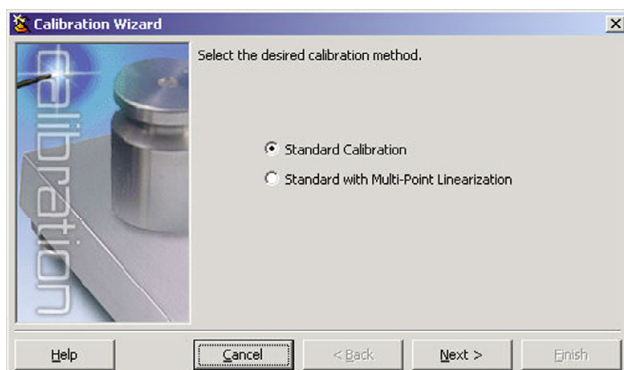 Calibration Wizard
calibration
Select the desired calibration method.
Standard Calibration
Standard with Multi-Point Linearization
Help
Cancel
< Back
Next >
Finish